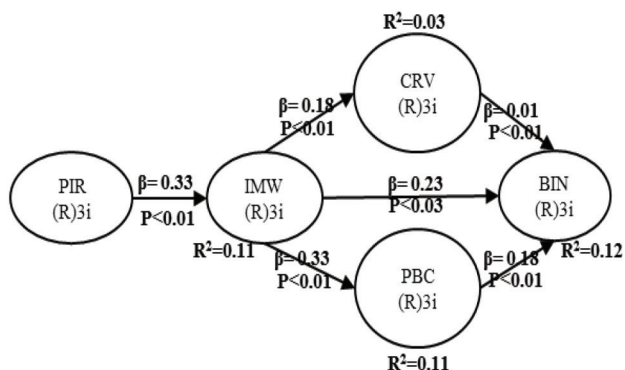 R²=0.03
CRV
(R)3i
β= 0.18
P<0.01
β= 0.01
P<0.01
PIR
(R)3i
β= 0.33
P<0.01
IMW
(R)3i
R²=0.11
β= 0.23
P<0.03
BIN
(R)3i
R²=0.12
β= 0.33
P<0.01
PBC
(R)3i
β= 0.18
P<0.01
R²=0.11